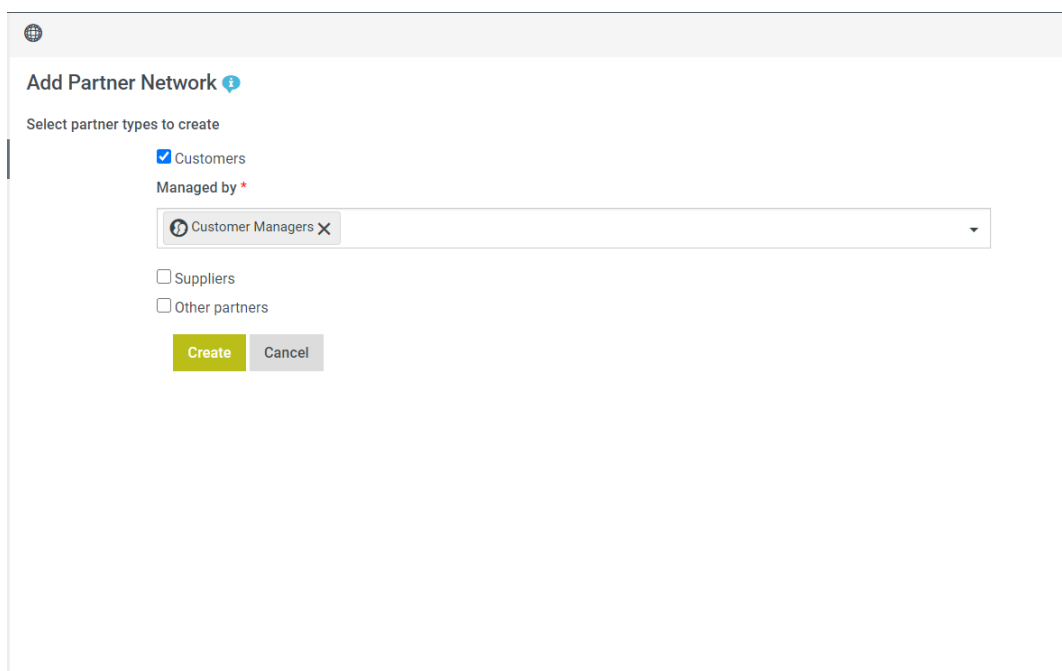 Add Partner Network
Select partner types to create
Customers
Managed by *
Customer Managers
Suppliers
Other partners
Create Cancel